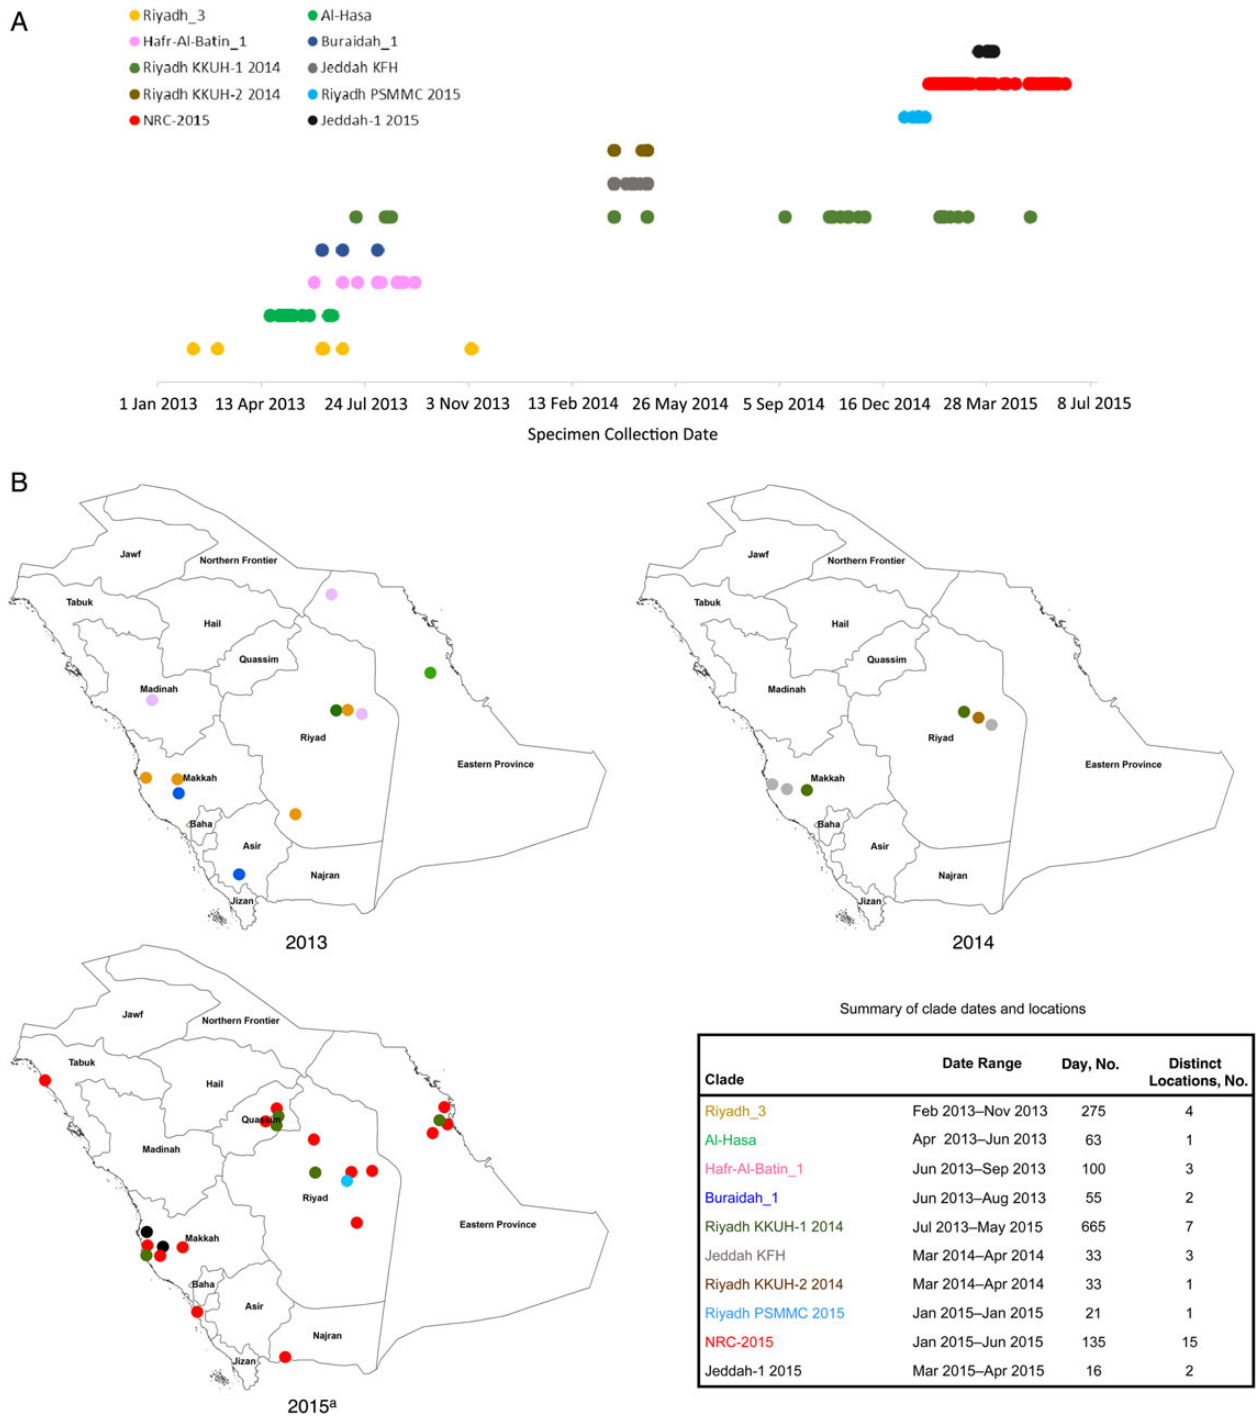 A
Riyadh_3
Al-Hasa
Hafr-Al-Batin_1
Buraidah_1
Riyadh KKUH-1 2014
Jeddah KFH
Riyadh KKUH-2 2014
Riyadh PSMMC 2015
NRC-2015
Jeddah-1 2015
1 Jan 2013 13 Apr 2013 24 Jul 2013 3 Nov 2013 13 Feb 2014 26 May 2014 5 Sep 2014 16 Dec 2014 28 Mar 2015 8 Jul 2015
Specimen Collection Date
B
Jawf
Northern Frontier
Tabuk
Hail
Quassim
Madinah
Riyad
Eastern Province
Makkah
Baha
Asir
Najran
Jizan
2013
Jawf
Northern Frontier
Tabuk
Hail
Quassim
Madinah
Riyad
Eastern Province
Makkah
Baha
Asir
Najran
Jizan
2014
Jawf
Northern Frontier
Tabuk
Hail
Quassim
Madinah
Riyad
Eastern Province
Makkah
Baha
Asir
Najran
Jizan
2015a
Summary of clade dates and locations
Clade Date Range Day, No. Distinct Locations, No.
Riyadh_3 Feb 2013–Nov 2013 275 4
Al-Hasa Apr 2013–Jun 2013 63 1
Hafr-Al-Batin_1 Jun 2013–Sep 2013 100 3
Buraidah_1 Jun 2013–Aug 2013 55 2
Riyadh KKUH-1 2014 Jul 2013–May 2015 665 7
Jeddah KFH Mar 2014–Apr 2014 33 3
Riyadh KKUH-2 2014 Mar 2014–Apr 2014 33 1
Riyadh PSMMC 2015 Jan 2015–Jan 2015 21 1
NRC-2015 Jan 2015–Jun 2015 135 15
Jeddah-1 2015 Mar 2015–Apr 2015 16 2